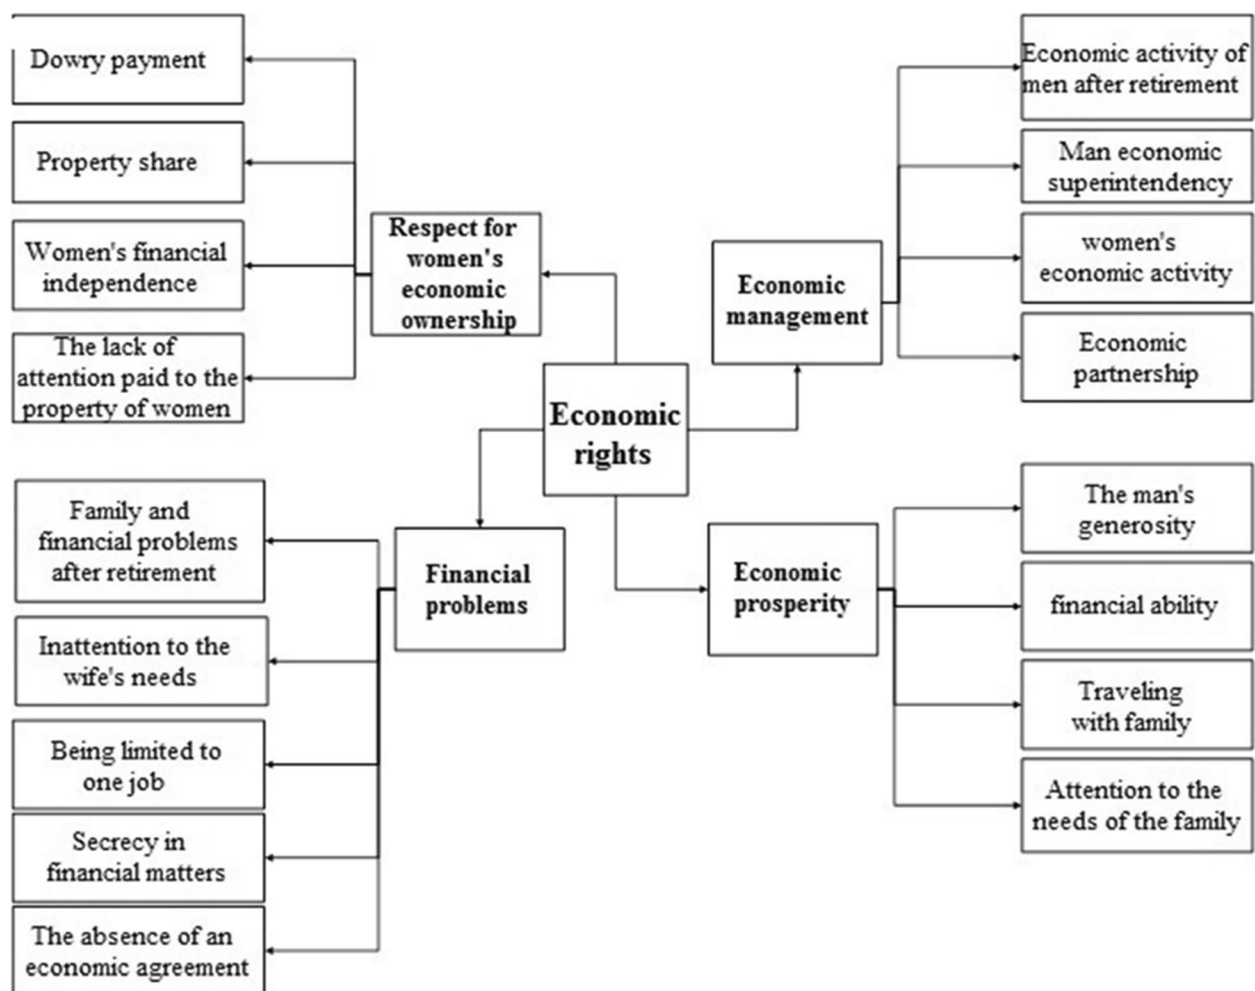 Dowry payment
Property share
Women's financial
independence
The lack of
attention paid to the
property of women
Respect for
women's
economic
ownership
Economic
management
Economic activity of
men after retirement
Man economic
superintendency
women's
economic activity
Economic
partnership
Economic
rights
Family and
financial problems
after retirement
Inattention to the
wife's needs
Being limited to
one job
Secrecy in
financial matters
The absence of an
economic agreement
Financial
problems
Economic
prosperity
The man's
generosity
financial ability
Traveling
with family
Attention to the
needs of the family